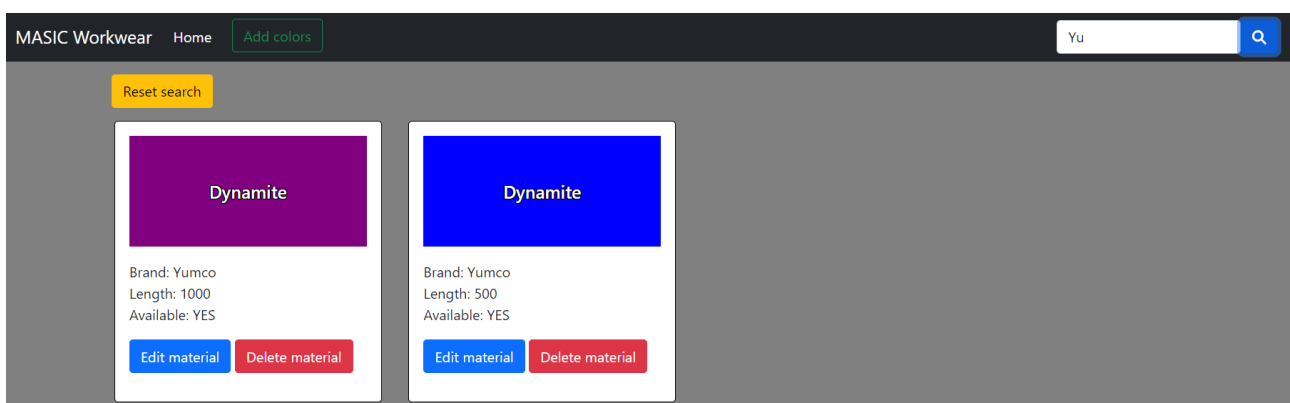 MASIC Workwear Home Add colors Yu
Reset search
Dynamite
Brand: Yumco
Length: 1000
Available: YES
Edit material Delete material
Dynamite
Brand: Yumco
Length: 500
Available: YES
Edit material Delete material